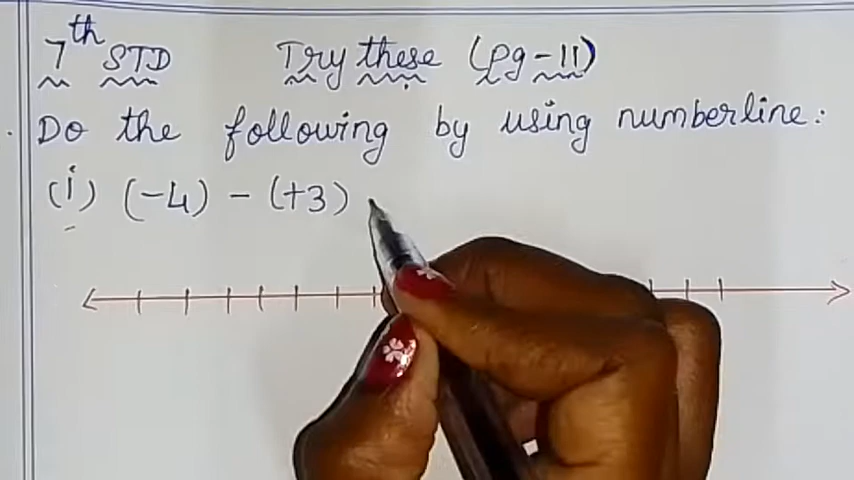 7th STD Try these (pg-11)
Do the following by using numberline:
(i) (-4) - (+3)